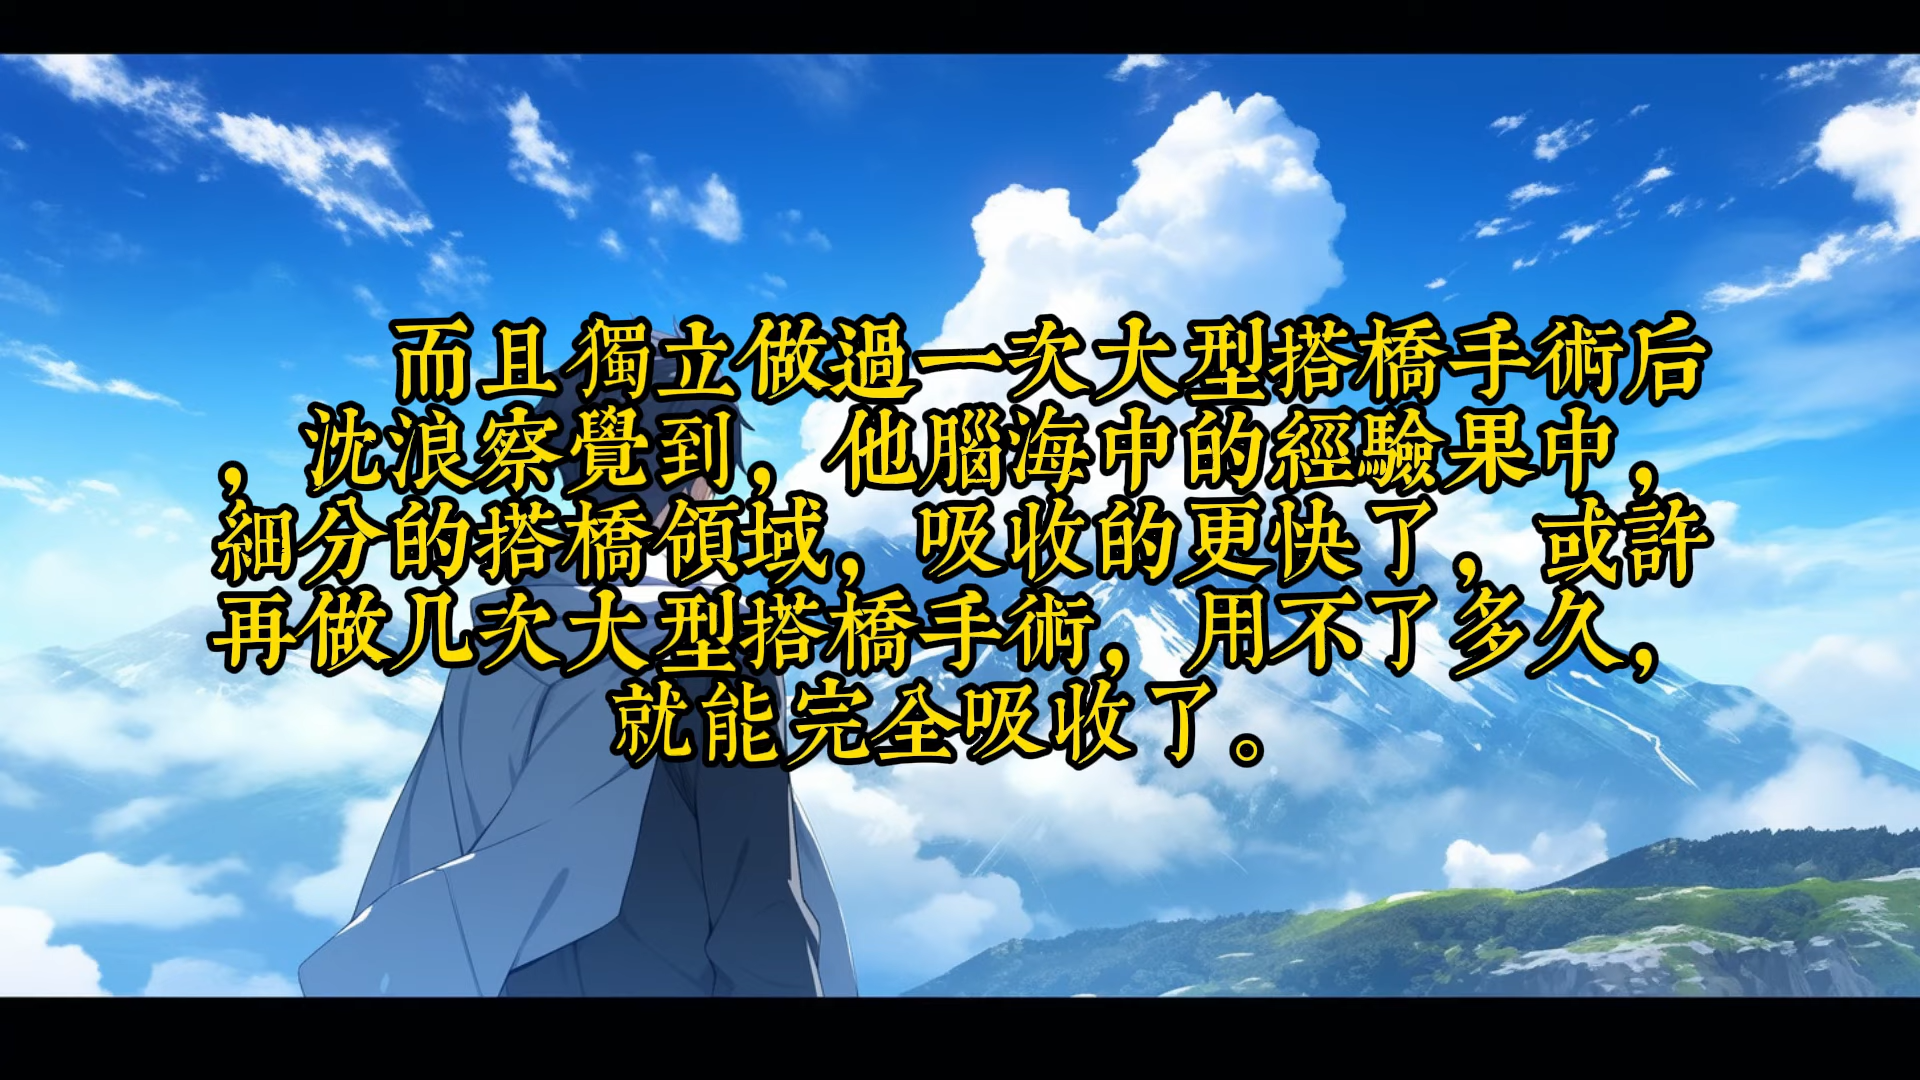 而且獨立做過一次大型搭橋手術后
，沈浪察覺到，他腦海中的經驗果中，
細分的搭橋領域，吸收的更快了，或許
再做几次大型搭橋手術，用不了多久，
就能完全吸收了。